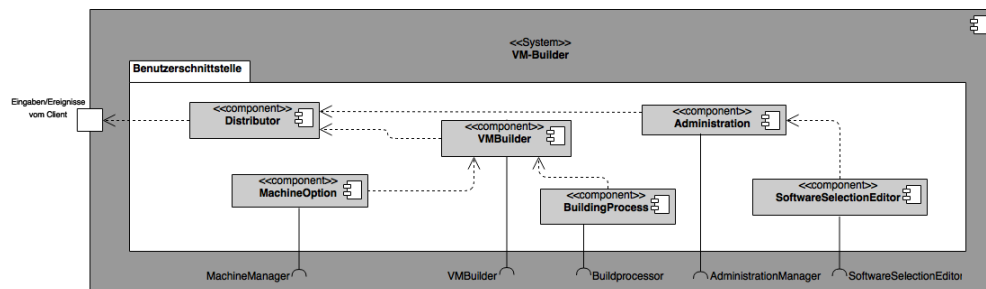 <<System>>
VM-Builder
Benutzerschnittstelle
Eingaben/Ereignisse
vom Client
<<component>>
Distributor
<<component>>
Administration
<<component>>
VMBuilder
<<component>>
MachineOption
<<component>>
BuildingProcess
<<component>>
SoftwareSelectionEditor
MachineManager
VMBuilder
Buildprocessor
AdministrationManager
SoftwareSelectionEditor